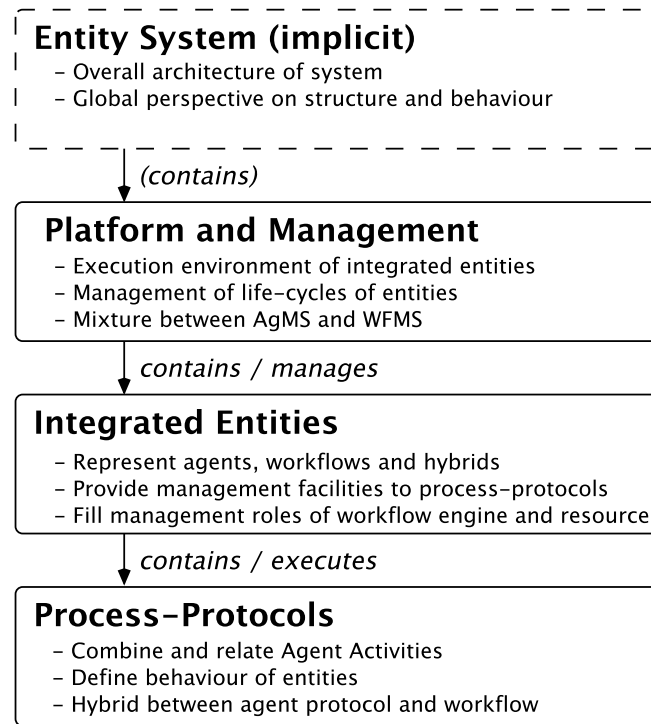 Entity System (implicit)
– Overall architecture of system
– Global perspective on structure and behaviour
(contains)
Platform and Management
– Execution environment of integrated entities
– Management of life-cycles of entities
– Mixture between AgMS and WFMS
contains / manages
Integrated Entities
– Represent agents, workflows and hybrids
– Provide management facilities to process-protocols
– Fill management roles of workflow engine and resource
contains / executes
Process-Protocols
– Combine and relate Agent Activities
– Define behaviour of entities
– Hybrid between agent protocol and workflow